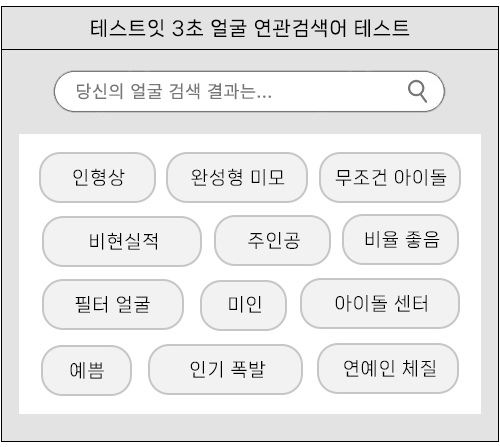 테스트잇 3초 얼굴 연관검색어 테스트
당신의 얼굴 검색 결과는...
인형상 완성형 미모 무조건 아이돌
비현실적 주인공 비율 좋음
필터 얼굴 미인 아이돌 센터
예쁨 인기 폭발 연예인 체질